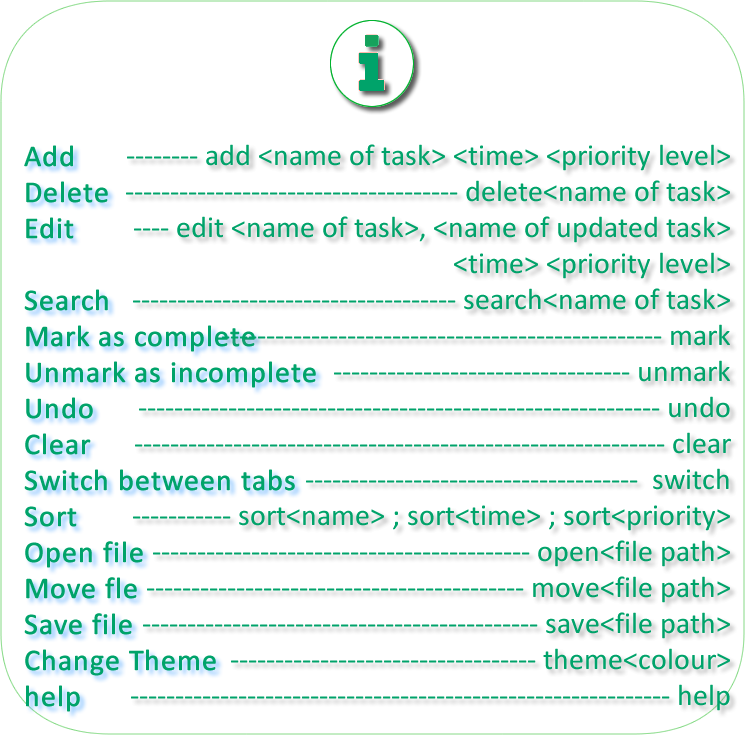 i
Add -------- add <name of task> <time> <priority level>
Delete ------------------------------------- delete<name of task>
Edit ---- edit <name of task>, <name of updated task>
<time> <priority level>
Search ------------------------------------ search<name of task>
Mark as complete--------------------------------------------- mark
Unmark as incomplete --------------------------------- unmark
Undo ---------------------------------------------------------- undo
Clear ----------------------------------------------------------- clear
Switch between tabs ------------------------------------- switch
Sort ----------- sort<name> ; sort<time> ; sort<priority>
Open file ------------------------------------------ open<file path>
Move fle ------------------------------------------ move<file path>
Save file -------------------------------------------- save<file path>
Change Theme ---------------------------------- theme<colour>
help ------------------------------------------------------------ help